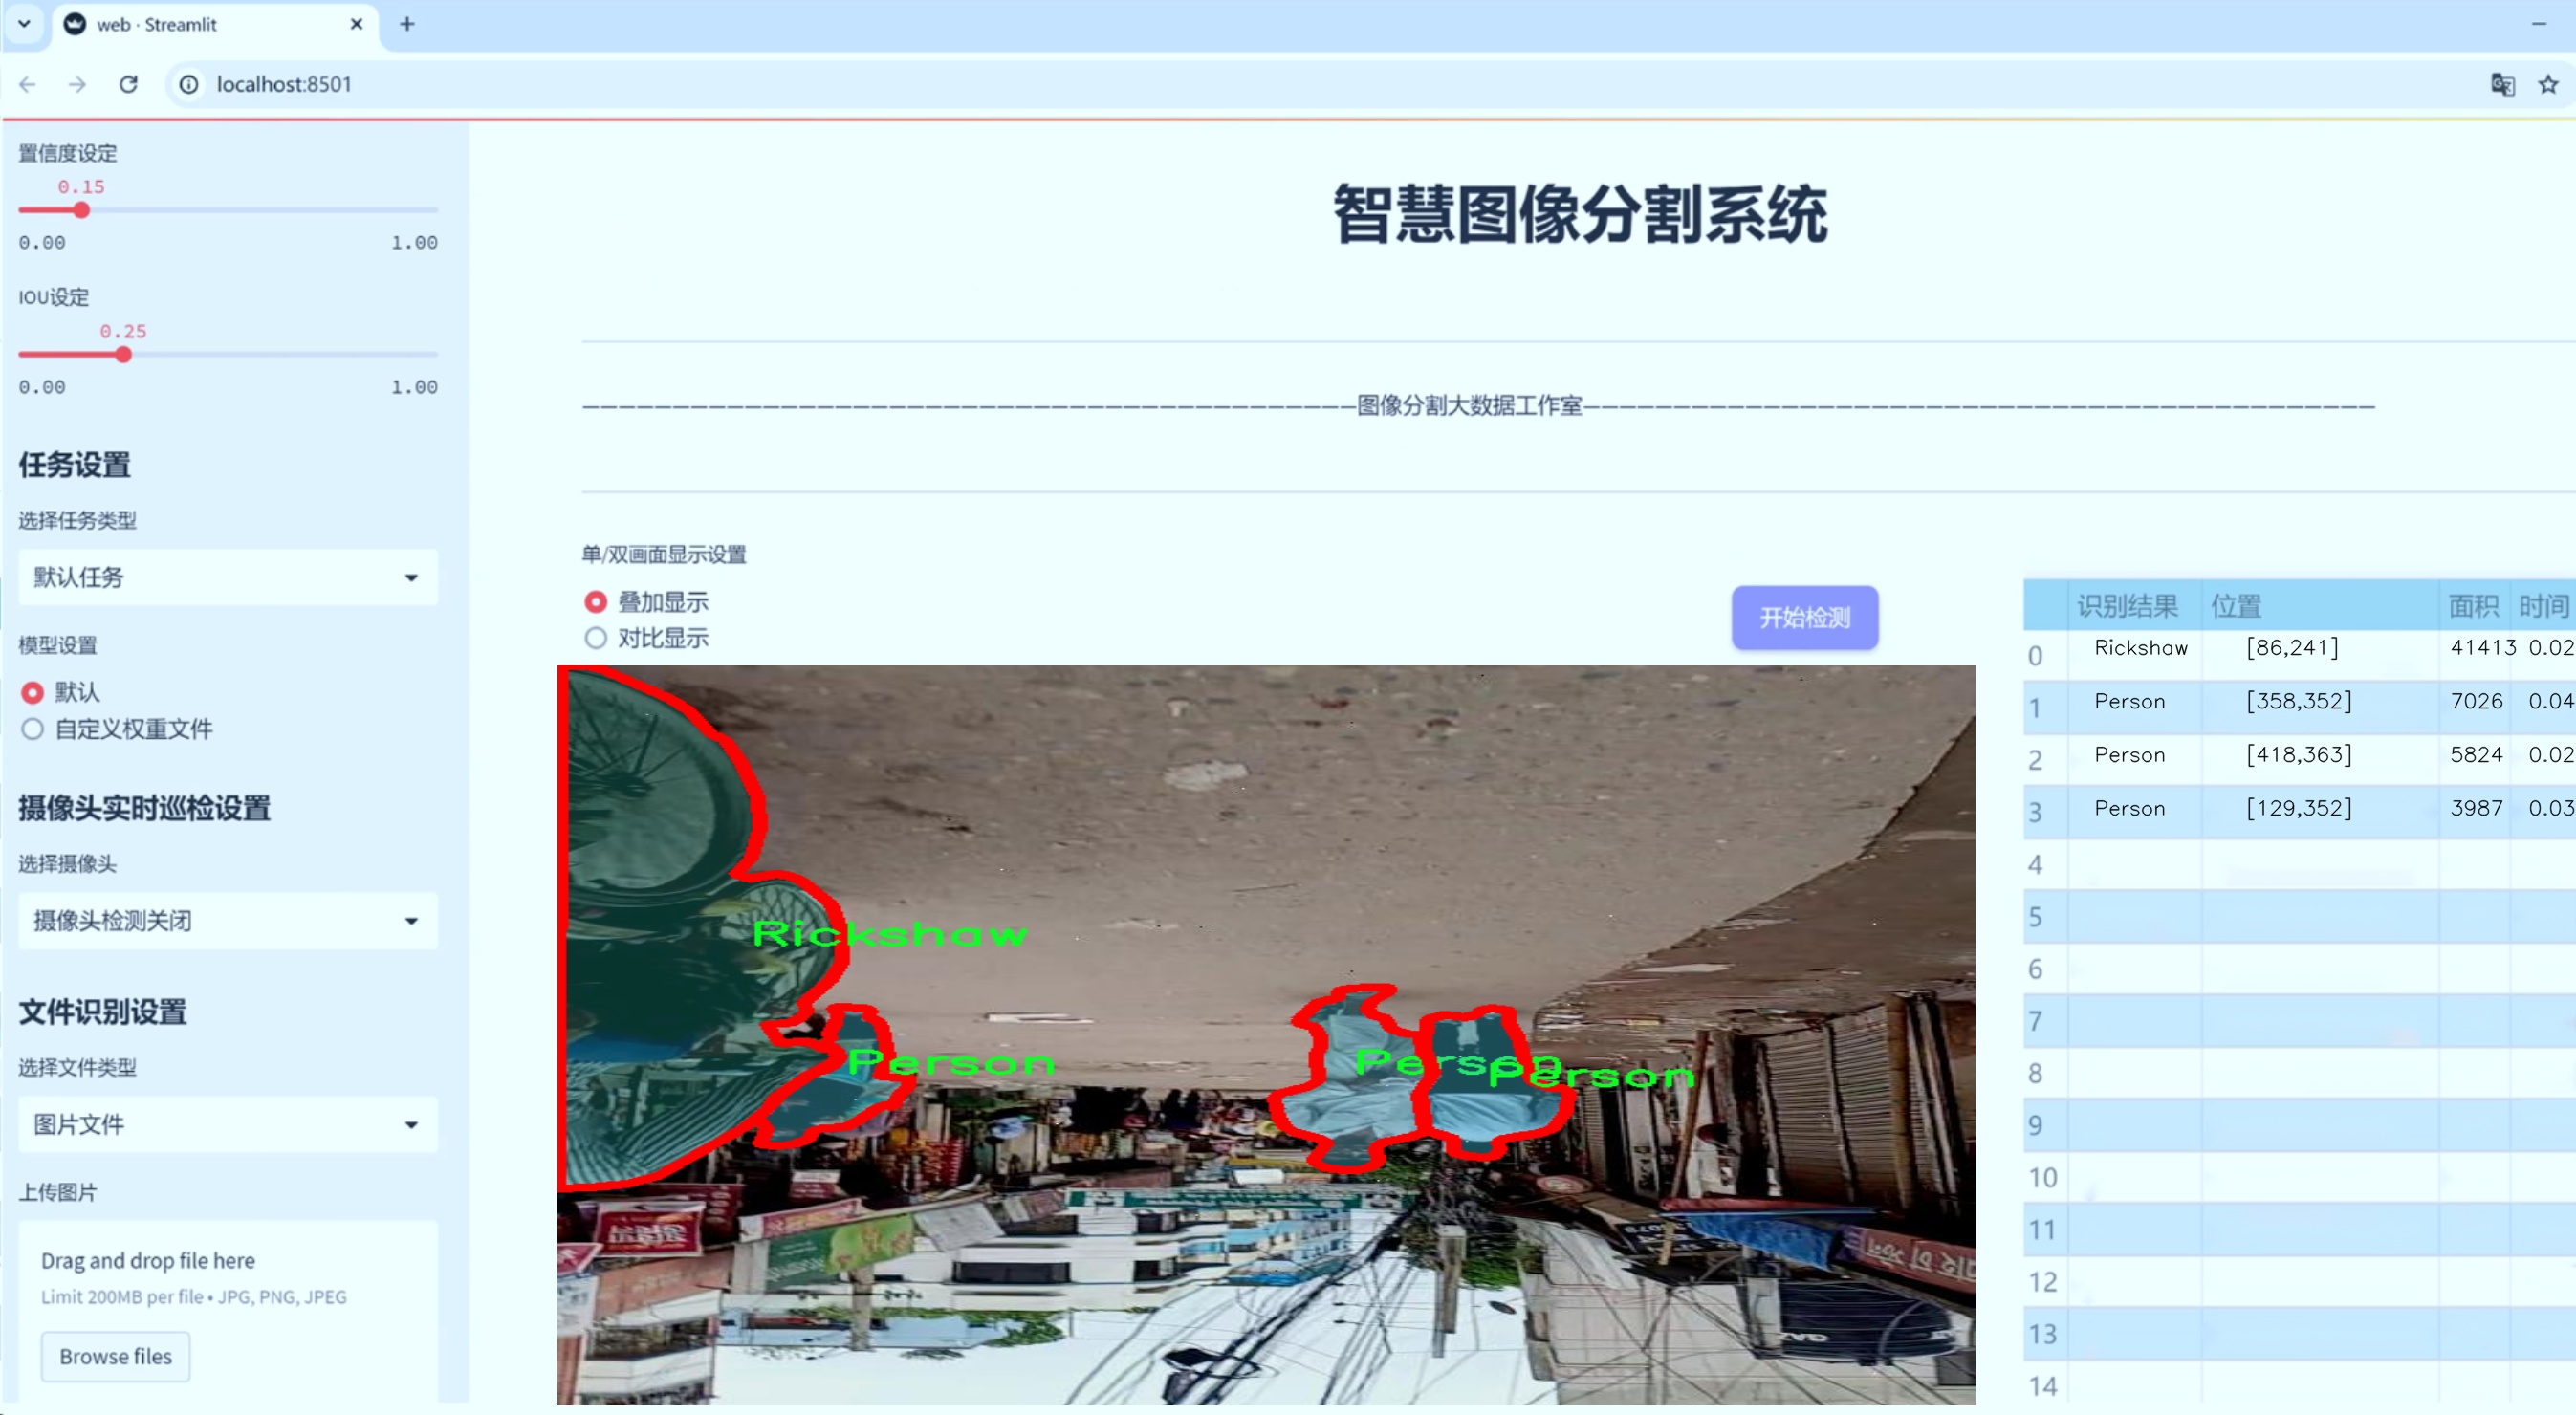 web · Streamlit
localhost:8501
置信度设定
0.15
0.00 1.00
IOU设定
0.25
0.00 1.00
任务设置
选择任务类型
默认任务
模型设置
默认
自定义权重文件
摄像头实时巡检设置
选择摄像头
摄像头检测关闭
文件识别设置
选择文件类型
图片文件
上传图片
Drag and drop file here
Limit 200MB per file • JPG, PNG, JPEG
Browse files
智慧图像分割系统
图像分割大数据工作室
单/双画面显示设置
叠加显示
对比显示
开始检测
Rickshaw
Person
Person
Person
识别结果 位置 面积 时间
0 Rickshaw [86,241] 41413 0.02
1 Person [358,352] 7026 0.04
2 Person [418,363] 5824 0.02
3 Person [129,352] 3987 0.03
4
5
6
7
8
9
10
11
12
13
14